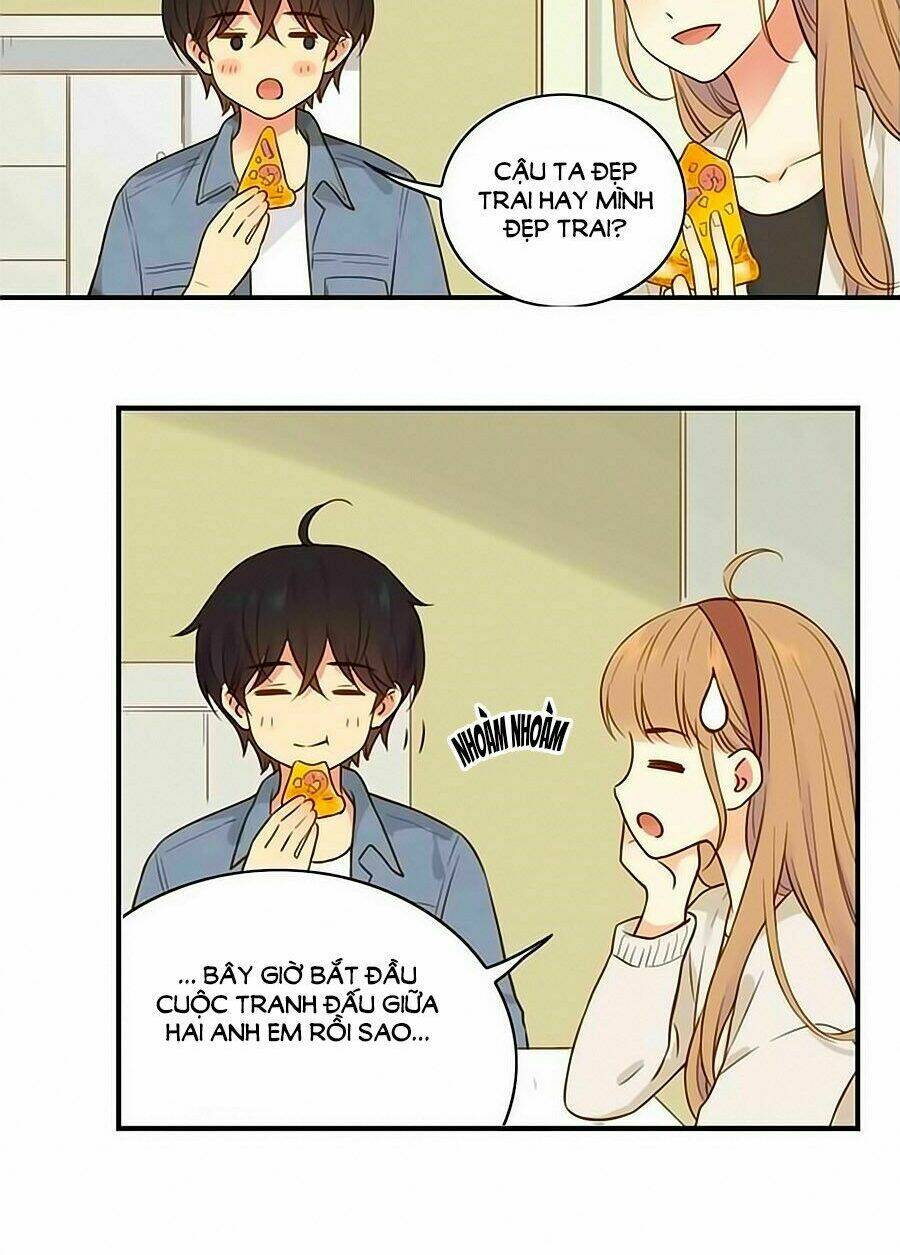 CẬU TA ĐẸP
TRAI HAY MÌNH
ĐẸP TRAI?
NHOÀM NHOÀM
... BÂY GIỜ BẮT ĐẦU
CUỘC TRANH ĐẤU GIỮA
HAI ANH EM RỒI SAO...